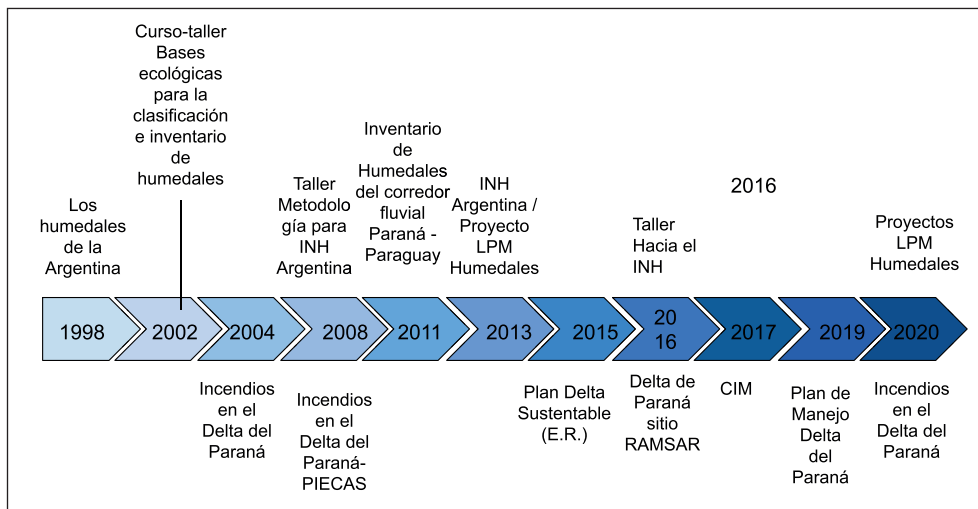 Curso-taller
Bases
ecológicas
para la
clasificación
e inventario
de
humedales
Los
humedales
de la
Argentina
Taller
Metodolo
gía para
INH
Argentina
Inventario
de
Humedales
del corredor
fluvial
Paraná -
Paraguay
INH
Argentina /
Proyecto
LPM
Humedales
2016
Taller
Hacia el
INH
Proyectos
LPM
Humedales
1998
2002
2004
2008
2011
2013
2015
20
16
2017
2019
2020
Incendios
en el
Delta del
Paraná
Incendios
en el
Delta del
Paraná-
PIECAS
Plan Delta
Sustentable
(E.R.)
Delta de
Paraná
sitio
RAMSAR
CIM
Plan de
Manejo
Delta
del
Paraná
Incendios
en el
Delta del
Paraná